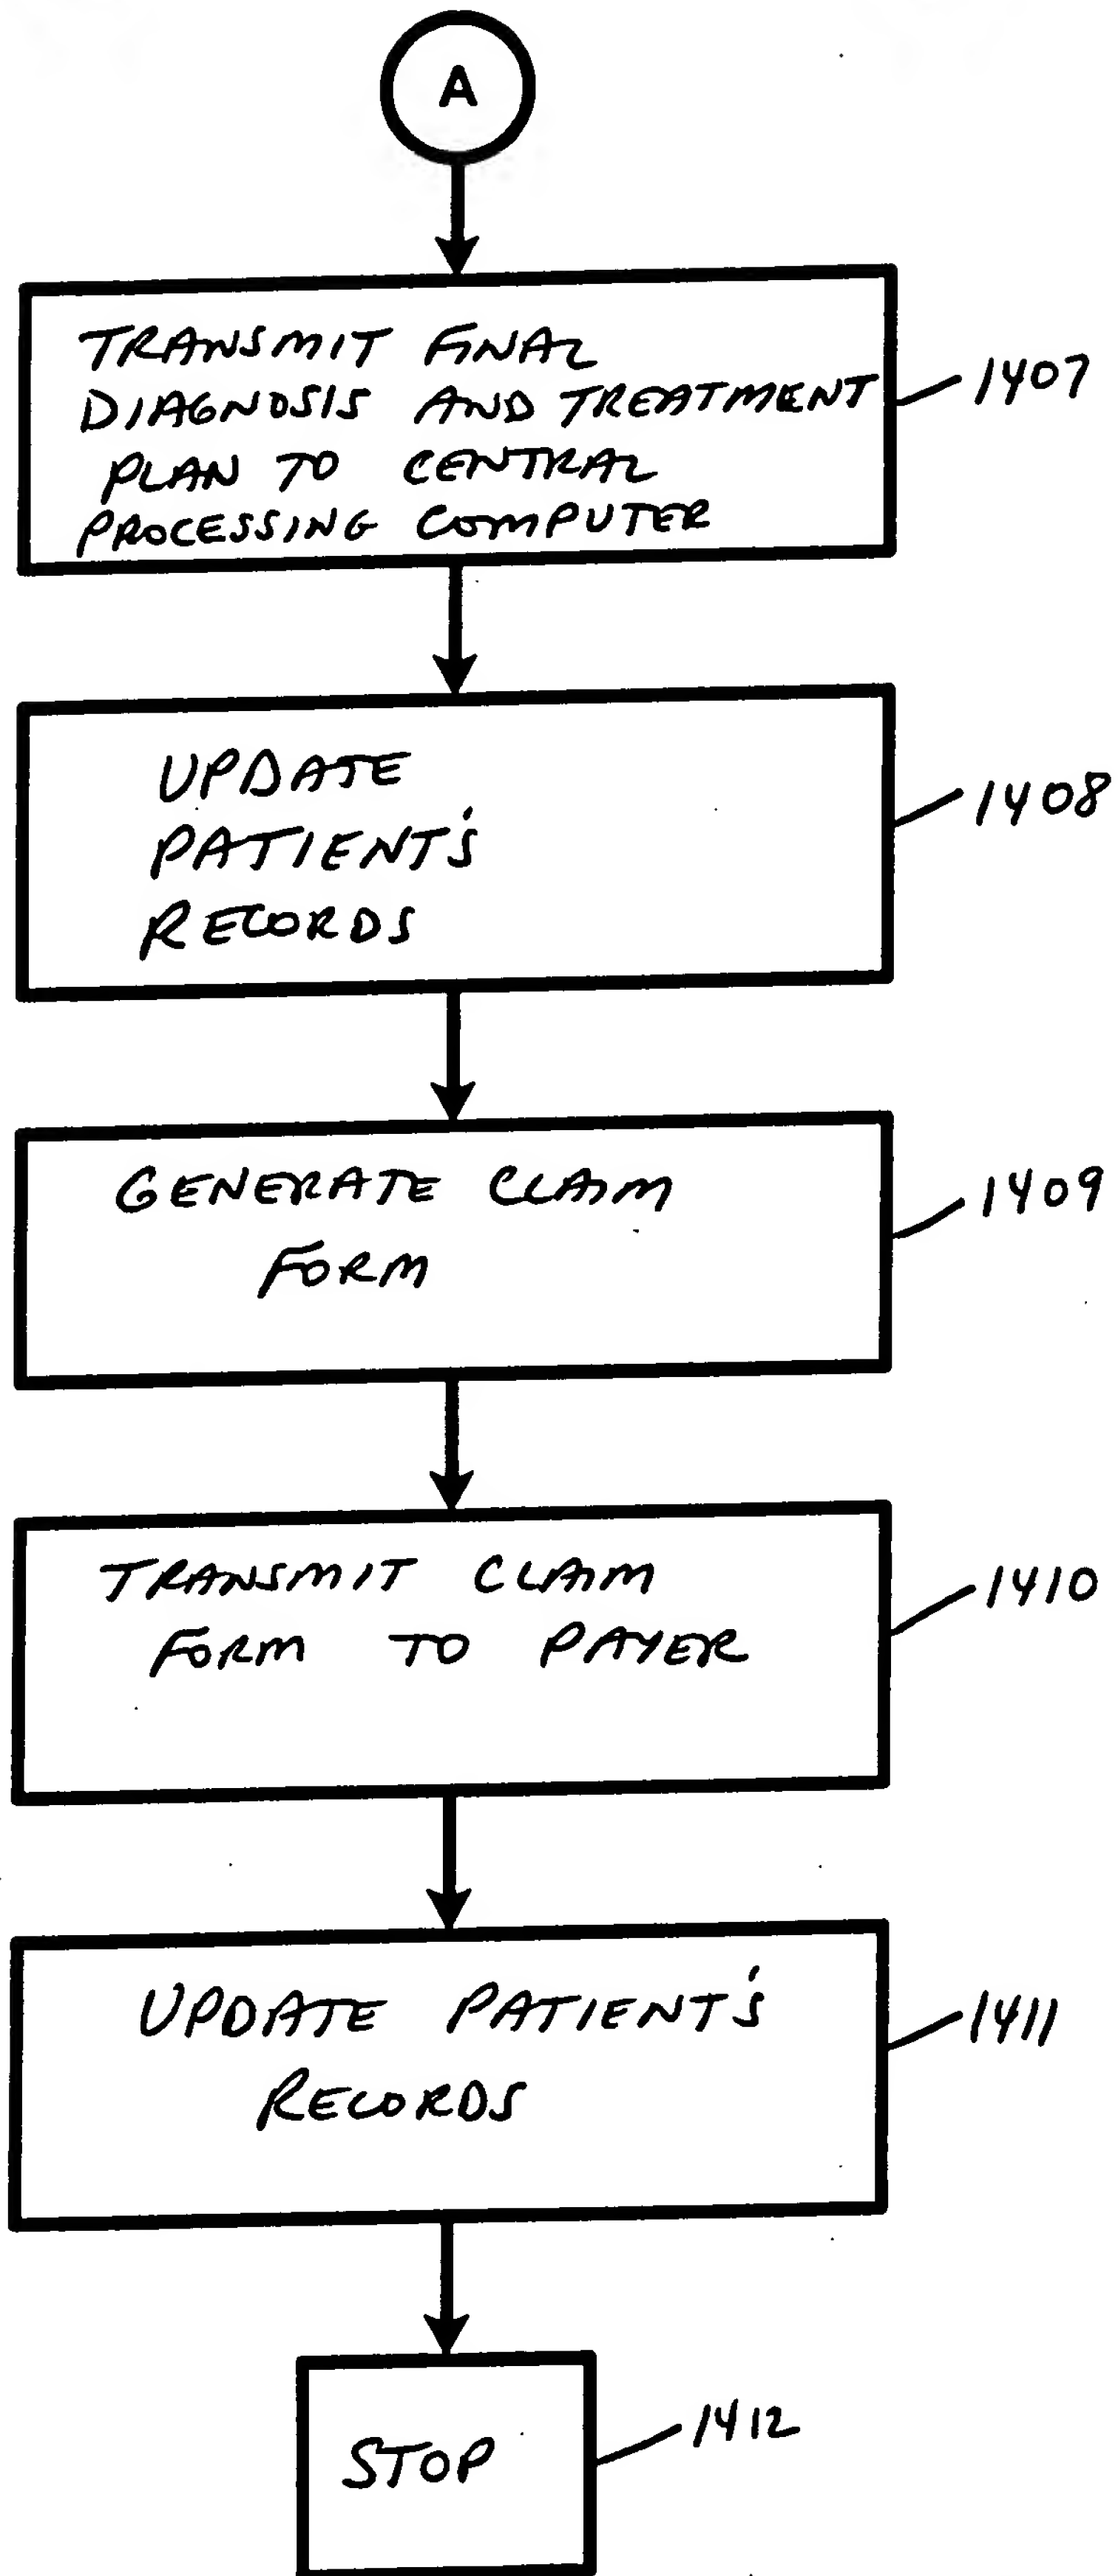 A
TRANSMIT FINAL
DIAGNOSIS AND TREATMENT
PLAN TO CENTRAL
PROCESSING COMPUTER
1407
UPDATE
PATIENT'S
RECORDS
1408
GENERATE CLAIM
FORM
1409
TRANSMIT CLAIM
FORM TO PAYER
1410
UPDATE PATIENT'S
RECORDS
1411
STOP
1412